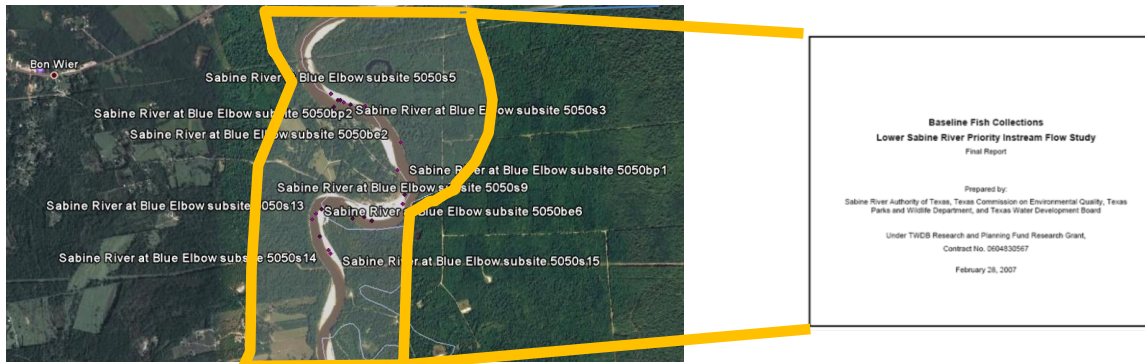 Bon Wier
Sabine River at Blue Elbow subsite 5050s5
Sabine River at Blue Elbow subsite 5050s3
Sabine River at Blue Elbow subsite 5050bp2
Sabine River at Blue Elbow subsite 5050be2
Sabine River at Blue Elbow subsite 5050bp1
Sabine River at Blue Elbow subsite 5050s9
Sabine River at Blue Elbow subsite 5050s13
Sabine River at Blue Elbow subsite 5050be6
Sabine River at Blue Elbow subsite 5050s14
Sabine River at Blue Elbow subsite 5050s15
Baseline Fish Collections
Lower Sabine River Priority Instream Flow Study
Final Report
Prepared by:
Sabine River Authority of Texas, Texas Commission on Environmental Quality, Texas
Parks and Wildlife Department, and Texas Water Development Board
Under TWDB Research and Planning Fund Research Grant,
Contract No. 0604830567
February 28, 2007